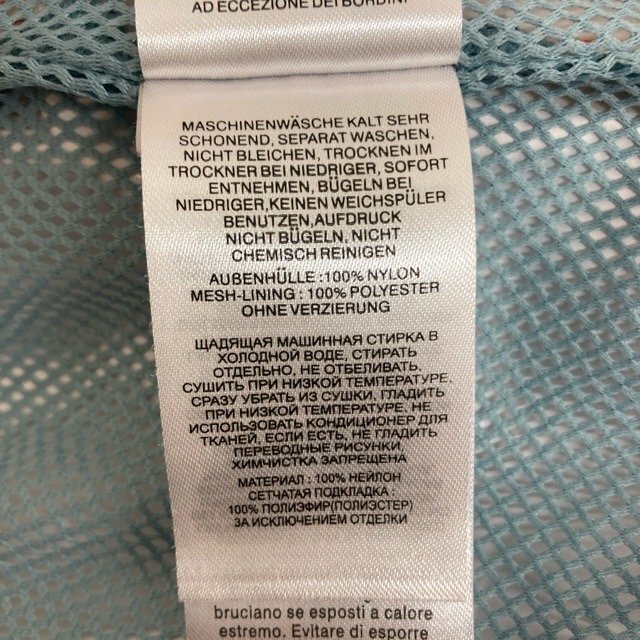 AD ECCEZIONE DEI BORDINI.
MASCHINENWÄSCHE KALT SEHR
SCHONEND, SEPARAT WASCHEN,
NICHT BLEICHEN, TROCKNEN IM
TROCKNER BEI NIEDRIGER, SOFORT
ENTNEHMEN, BÜGELN BEI
NIEDRIGER,KEINEN WEICHSPÜLER
BENUTZEN,AUFDRUCK
NICHT BÜGELN, NICHT
CHEMISCH REINIGEN
AUßENHÜLLE :100% NYLON
MESH-LINING : 100% POLYESTER
OHNE VERZIERUNG
ЩАДЯЩАЯ МАШИННАЯ СТИРКА В
ХОЛОДНОЙ ВОДЕ, СТИРАТЬ
ОТДЕЛЬНО, НЕ ОТБЕЛИВАТЬ.
СУШИТЬ ПРИ НИЗКОЙ ТЕМПЕРАТУРЕ,
СРАЗУ УБРАТЬ ИЗ СУШКИ, ГЛАДИТЬ
ПРИ НИЗКОЙ ТЕМПЕРАТУРЕ, НЕ
ИСПОЛЬЗОВАТЬ КОНДИЦИОНЕР ДЛЯ
ТКАНЕЙ, ЕСЛИ ЕСТЬ, НЕ ГЛАДИТЬ
ПЕРЕВОДНЫЕ РИСУНКИ,
ХИМЧИСТКА ЗАПРЕЩЕНА
МАТЕРИАЛ : 100% НЕЙЛОН
СЕТЧАТАЯ ПОДКЛАДКА :
100% ПОЛИЭФИР(ПОЛИЭСТЕР)
ЗА ИСКЛЮЧЕНИЕМ ОТДЕЛКИ
bruciano se esposti a calore
estremo. Evitare di esporre